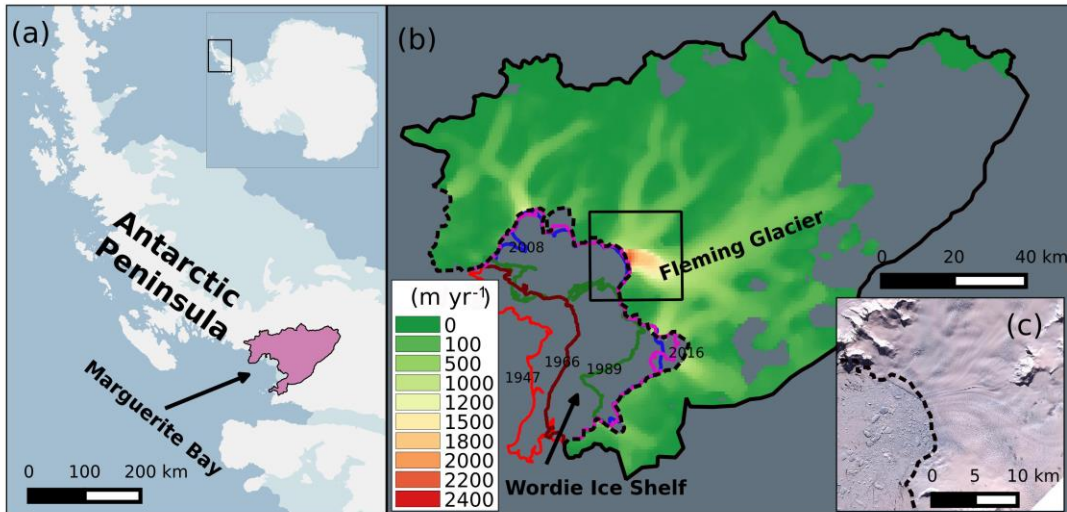 (a)
Antarctic
Peninsula
Marguerite Bay
0 100 200 km
(b)
2008
Fleming Glacier
0 20 40 km
(m yr⁻¹)
0
100
500
1000
1200
1500
1800
2000
2200
2400
1947
1966
1989
2016
Wordie Ice Shelf
(c)
0 5 10 km